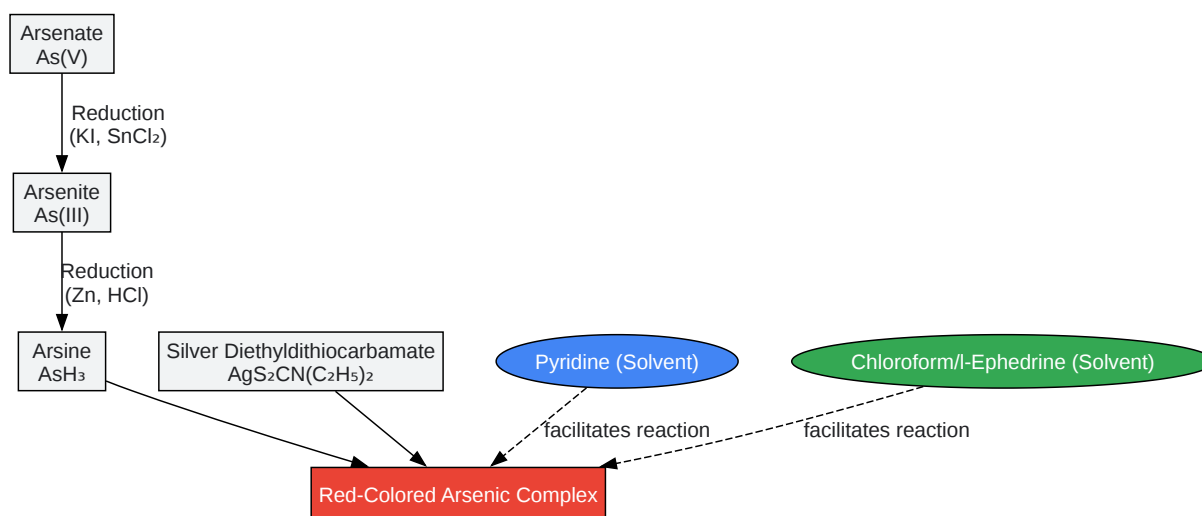 Arsenate
As(V)
Reduction
(KI, SnCl₂)
Arsenite
As(III)
Reduction
(Zn, HCl)
Arsine
AsH₃
Silver Diethyldithiocarbamate
AgS₂CN(C₂H₅)₂
Pyridine (Solvent)
Chloroform/l-Ephedrine (Solvent)
facilitates reaction
facilitates reaction
Red-Colored Arsenic Complex